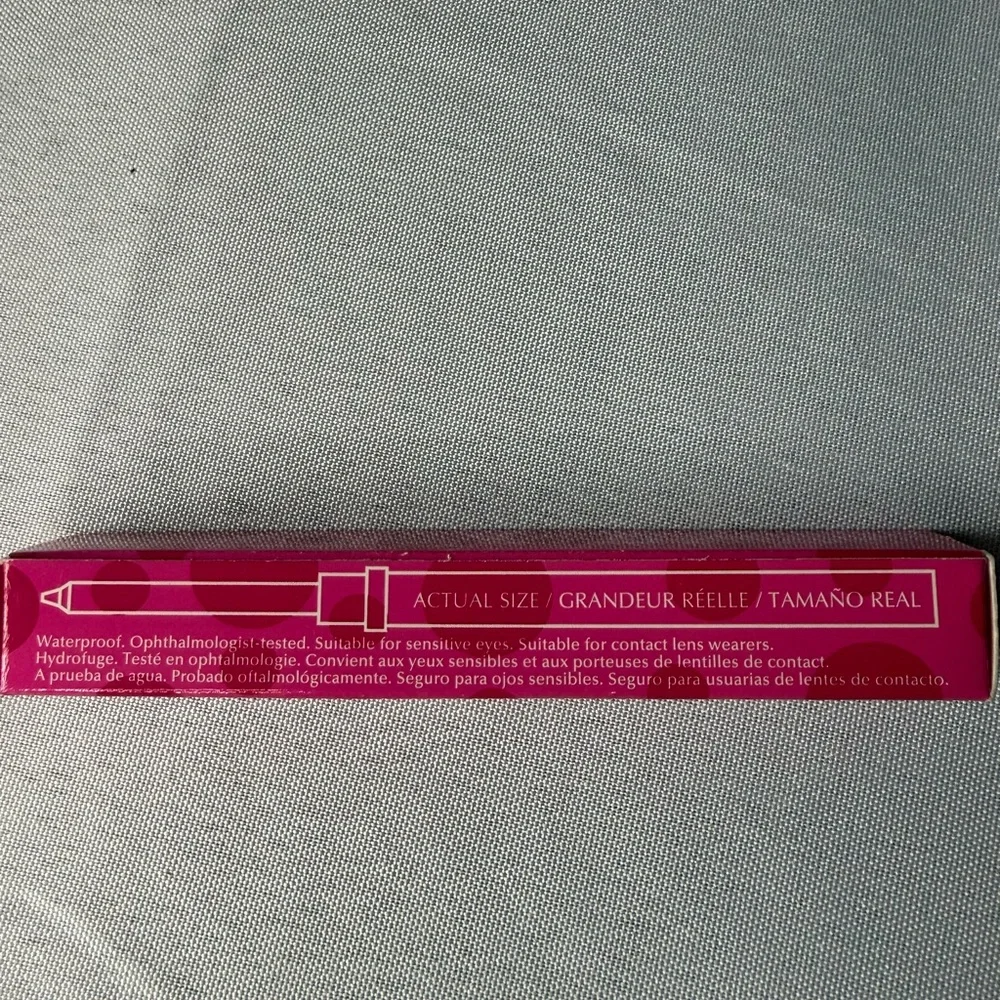 ACTUAL SIZE / GRANDEUR RÉELLE / TAMAÑO REAL
Waterproof. Ophthalmologist-tested. Suitable for sensitive eyes. Suitable for contact lens wearers.
Hydrofuge. Testé en ophtalmologie. Convient aux yeux sensibles et aux porteuses de lentilles de contact.
A prueba de agua. Probado oftalmológicamente. Seguro para ojos sensibles. Seguro para usuarias de lentes de contacto.